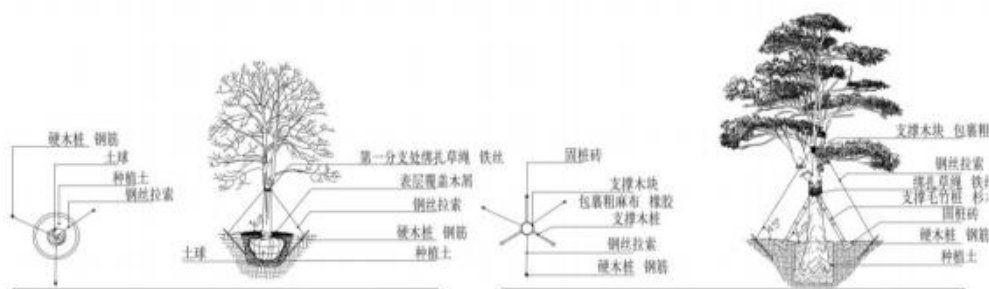 硬木桩 钢筋
土球
种植土
钢丝拉索
第一分支处绑扎草绳 铁丝
表层覆盖木屑
钢丝拉索
硬木桩 钢筋
土球
种植土
固桩砖
支撑木块
包裹粗麻布 橡胶
支撑木桩
钢丝拉索
硬木桩 钢筋
支撑木块 包裹粗
钢丝拉索
绑扎草绳 铁丝
支撑毛竹桩 杉木
固桩砖
硬木桩 钢筋
种植土